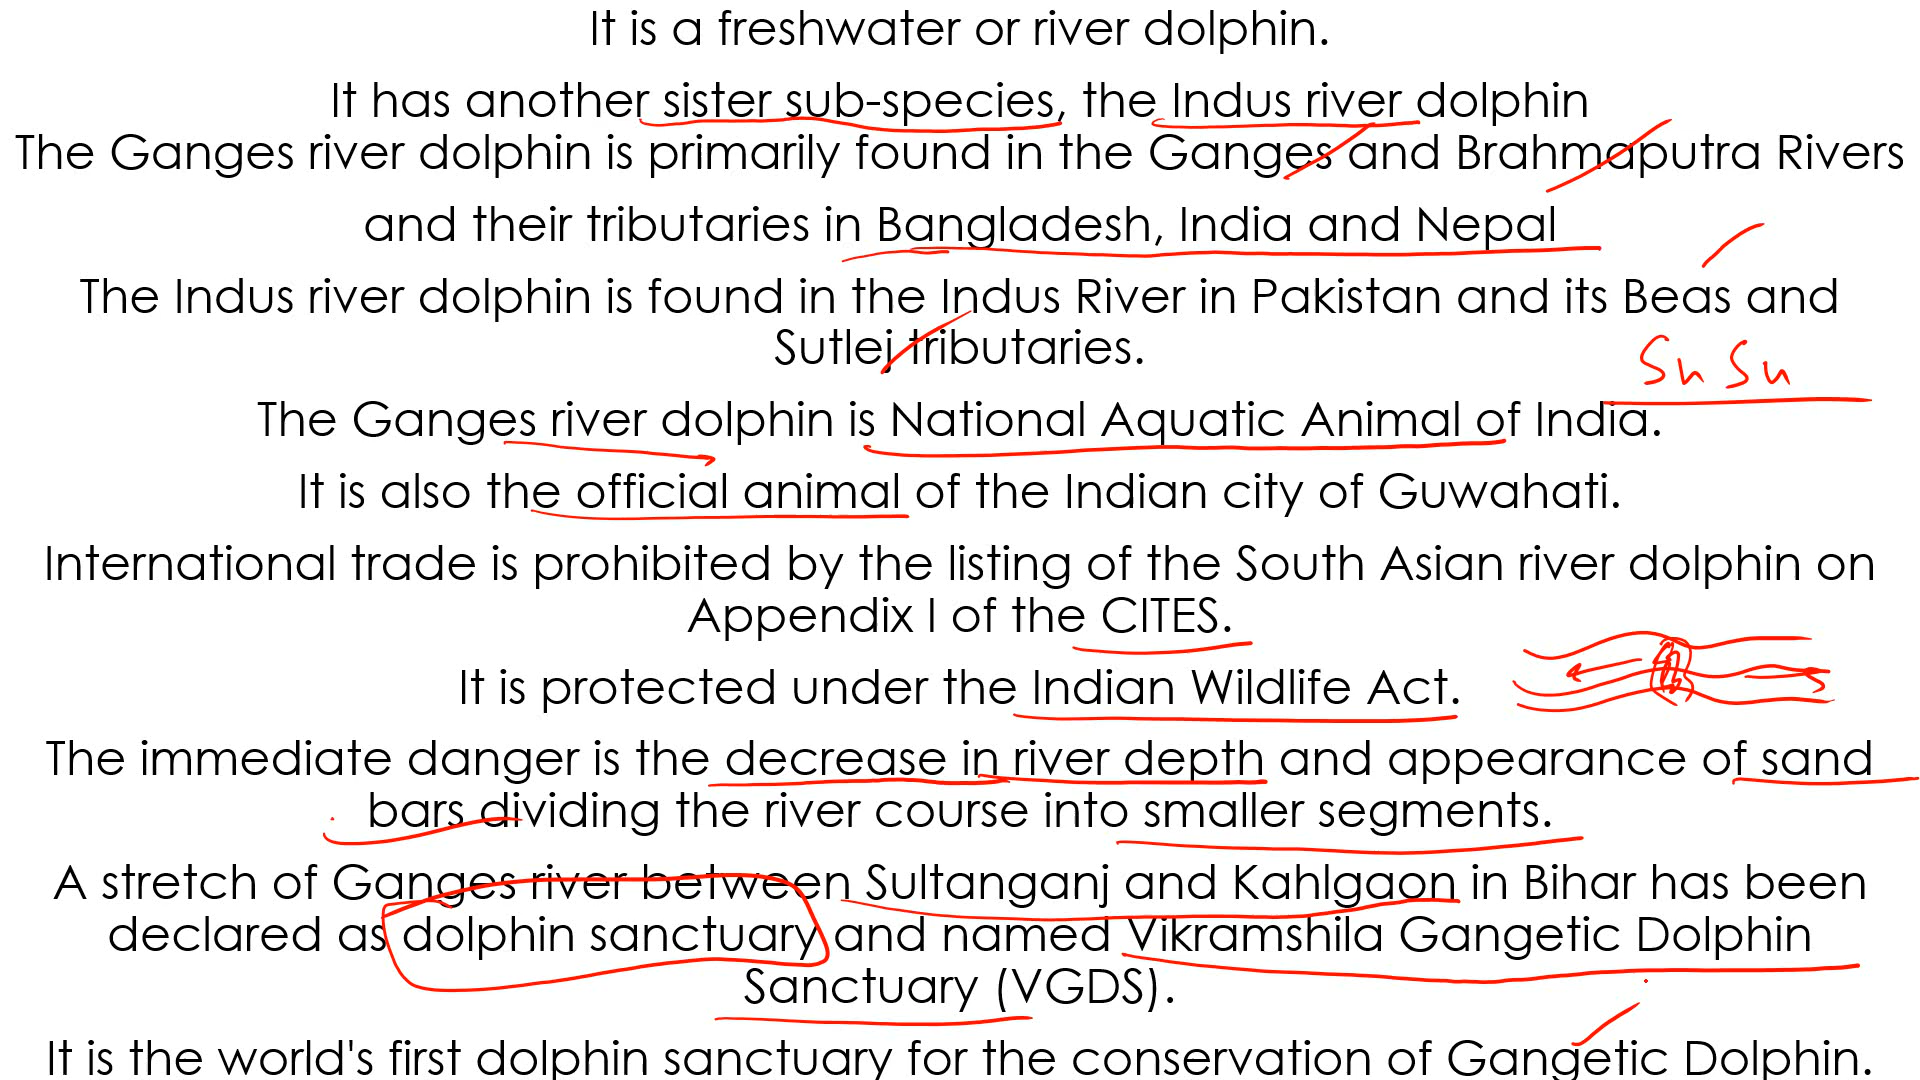 It is a freshwater or river dolphin.
It has another sister sub-species, the Indus river dolphin
The Ganges river dolphin is primarily found in the Ganges and Brahmaputra Rivers
and their tributaries in Bangladesh, India and Nepal
The Indus river dolphin is found in the Indus River in Pakistan and its Beas and
Sutlej tributaries.
Su Su
The Ganges river dolphin is National Aquatic Animal of India.
It is also the official animal of the Indian city of Guwahati.
International trade is prohibited by the listing of the South Asian river dolphin on
Appendix I of the CITES.
It is protected under the Indian Wildlife Act.
The immediate danger is the decrease in river depth and appearance of sand
bars dividing the river course into smaller segments.
A stretch of Ganges river between Sultanganj and Kahlgaon in Bihar has been
declared as dolphin sanctuary and named Vikramshila Gangetic Dolphin
Sanctuary (VGDS).
It is the world's first dolphin sanctuary for the conservation of Gangetic Dolphin.